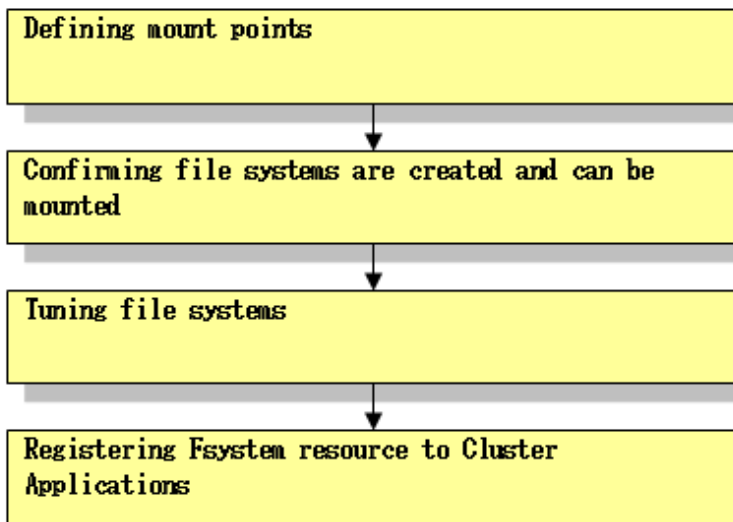 Defining mount points
Confirming file systems are created and can be
mounted
Tuning file systems
Registering Fsystem resource to Cluster
Applications